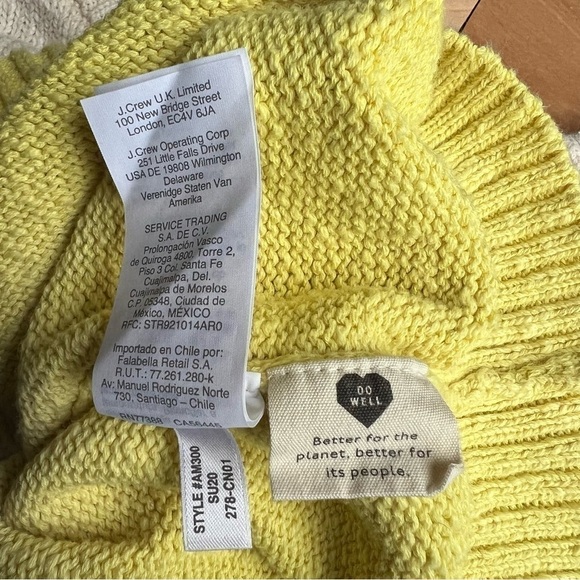 J.Crew U.K. Limited
100 New Bridge Street
London, EC4V 6JA
J.Crew Operating Corp
251 Little Falls Drive
USA DE 19808 Wilmington
Delaware
Verenidge Staten Van
Amerika
SERVICE TRADING
S.A. DE C.V.
Prolongación Vasco
de Quiroga 4800, Torre 2,
Piso 3 Col. Santa Fe
Cuajimalpa, Del.
Cuajimalpa de Morelos
C.P. 05348, Ciudad de
México, MÉXICO
RFC: STR921014AR0
Importado en Chile por:
Falabella Retail S.A.
R.U.T.: 77.261.280-k
Av: Manuel Rodriguez Norte
730. Santiago – Chile
RN77388 CA56445
STYLE #AM300
SU20
278-CN01
DO
WELL
Better for the
planet, better for
its people.